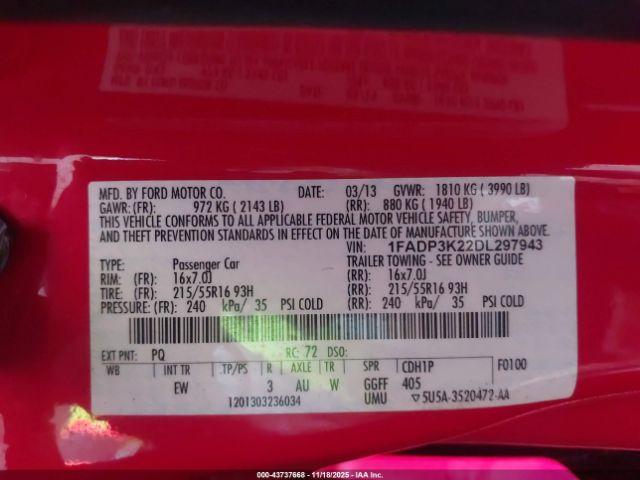 MFD. BY FORD MOTOR CO. DATE: 03/13 GVWR: 1810 KG ( 3990 LB)
GAWR: (FR): 972 KG ( 2143 LB) (RR): 880 KG ( 1940 LB)
THIS VEHICLE CONFORMS TO ALL APPLICABLE FEDERAL MOTOR VEHICLE SAFETY, BUMPER,
AND THEFT PREVENTION STANDARDS IN EFFECT ON THE DATE OF MANUFACTURE SHOWN ABOVE.
VIN: 1FADP3K22DL297943
TYPE: Passenger Car TRAILER TOWING - SEE OWNER GUIDE
RIM: (FR): 16x7.0J (RR): 16x7.0J
TIRE: (FR): 215/55R16 93H (RR): 215/55R16 93H
PRESSURE: (FR): 240 kPa/ 35 PSI COLD (RR): 240 kPa/ 35 PSI COLD
EXT PNT: PQ RC: 72 DSO: F0100
WB INT TR TP/PS R AXLE TR SPR CDH1P
EW 3 AU W GGFF 405
1201303236034 UMU ▽5U5A-3520472-AA
000-43737668 - 11/18/2025 - IAA Inc.